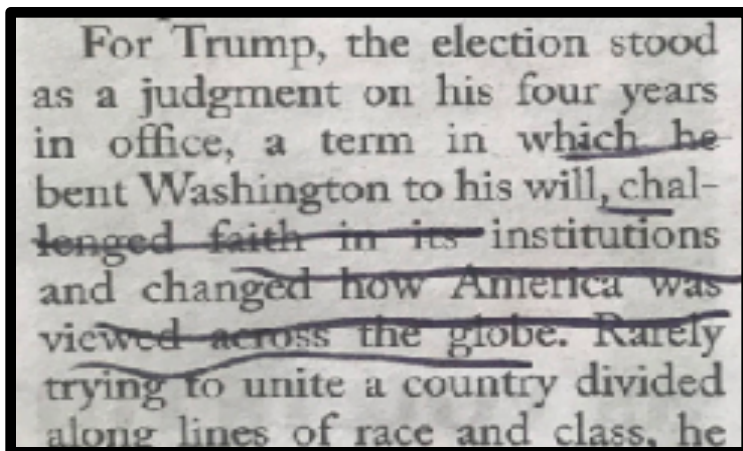 For Trump, the election stood
as a judgment on his four years
in office, a term in which he
bent Washington to his will, chal-
lenged faith in its institutions
and changed how America was
viewed across the globe. Rarely
trying to unite a country divided
along lines of race and class, he